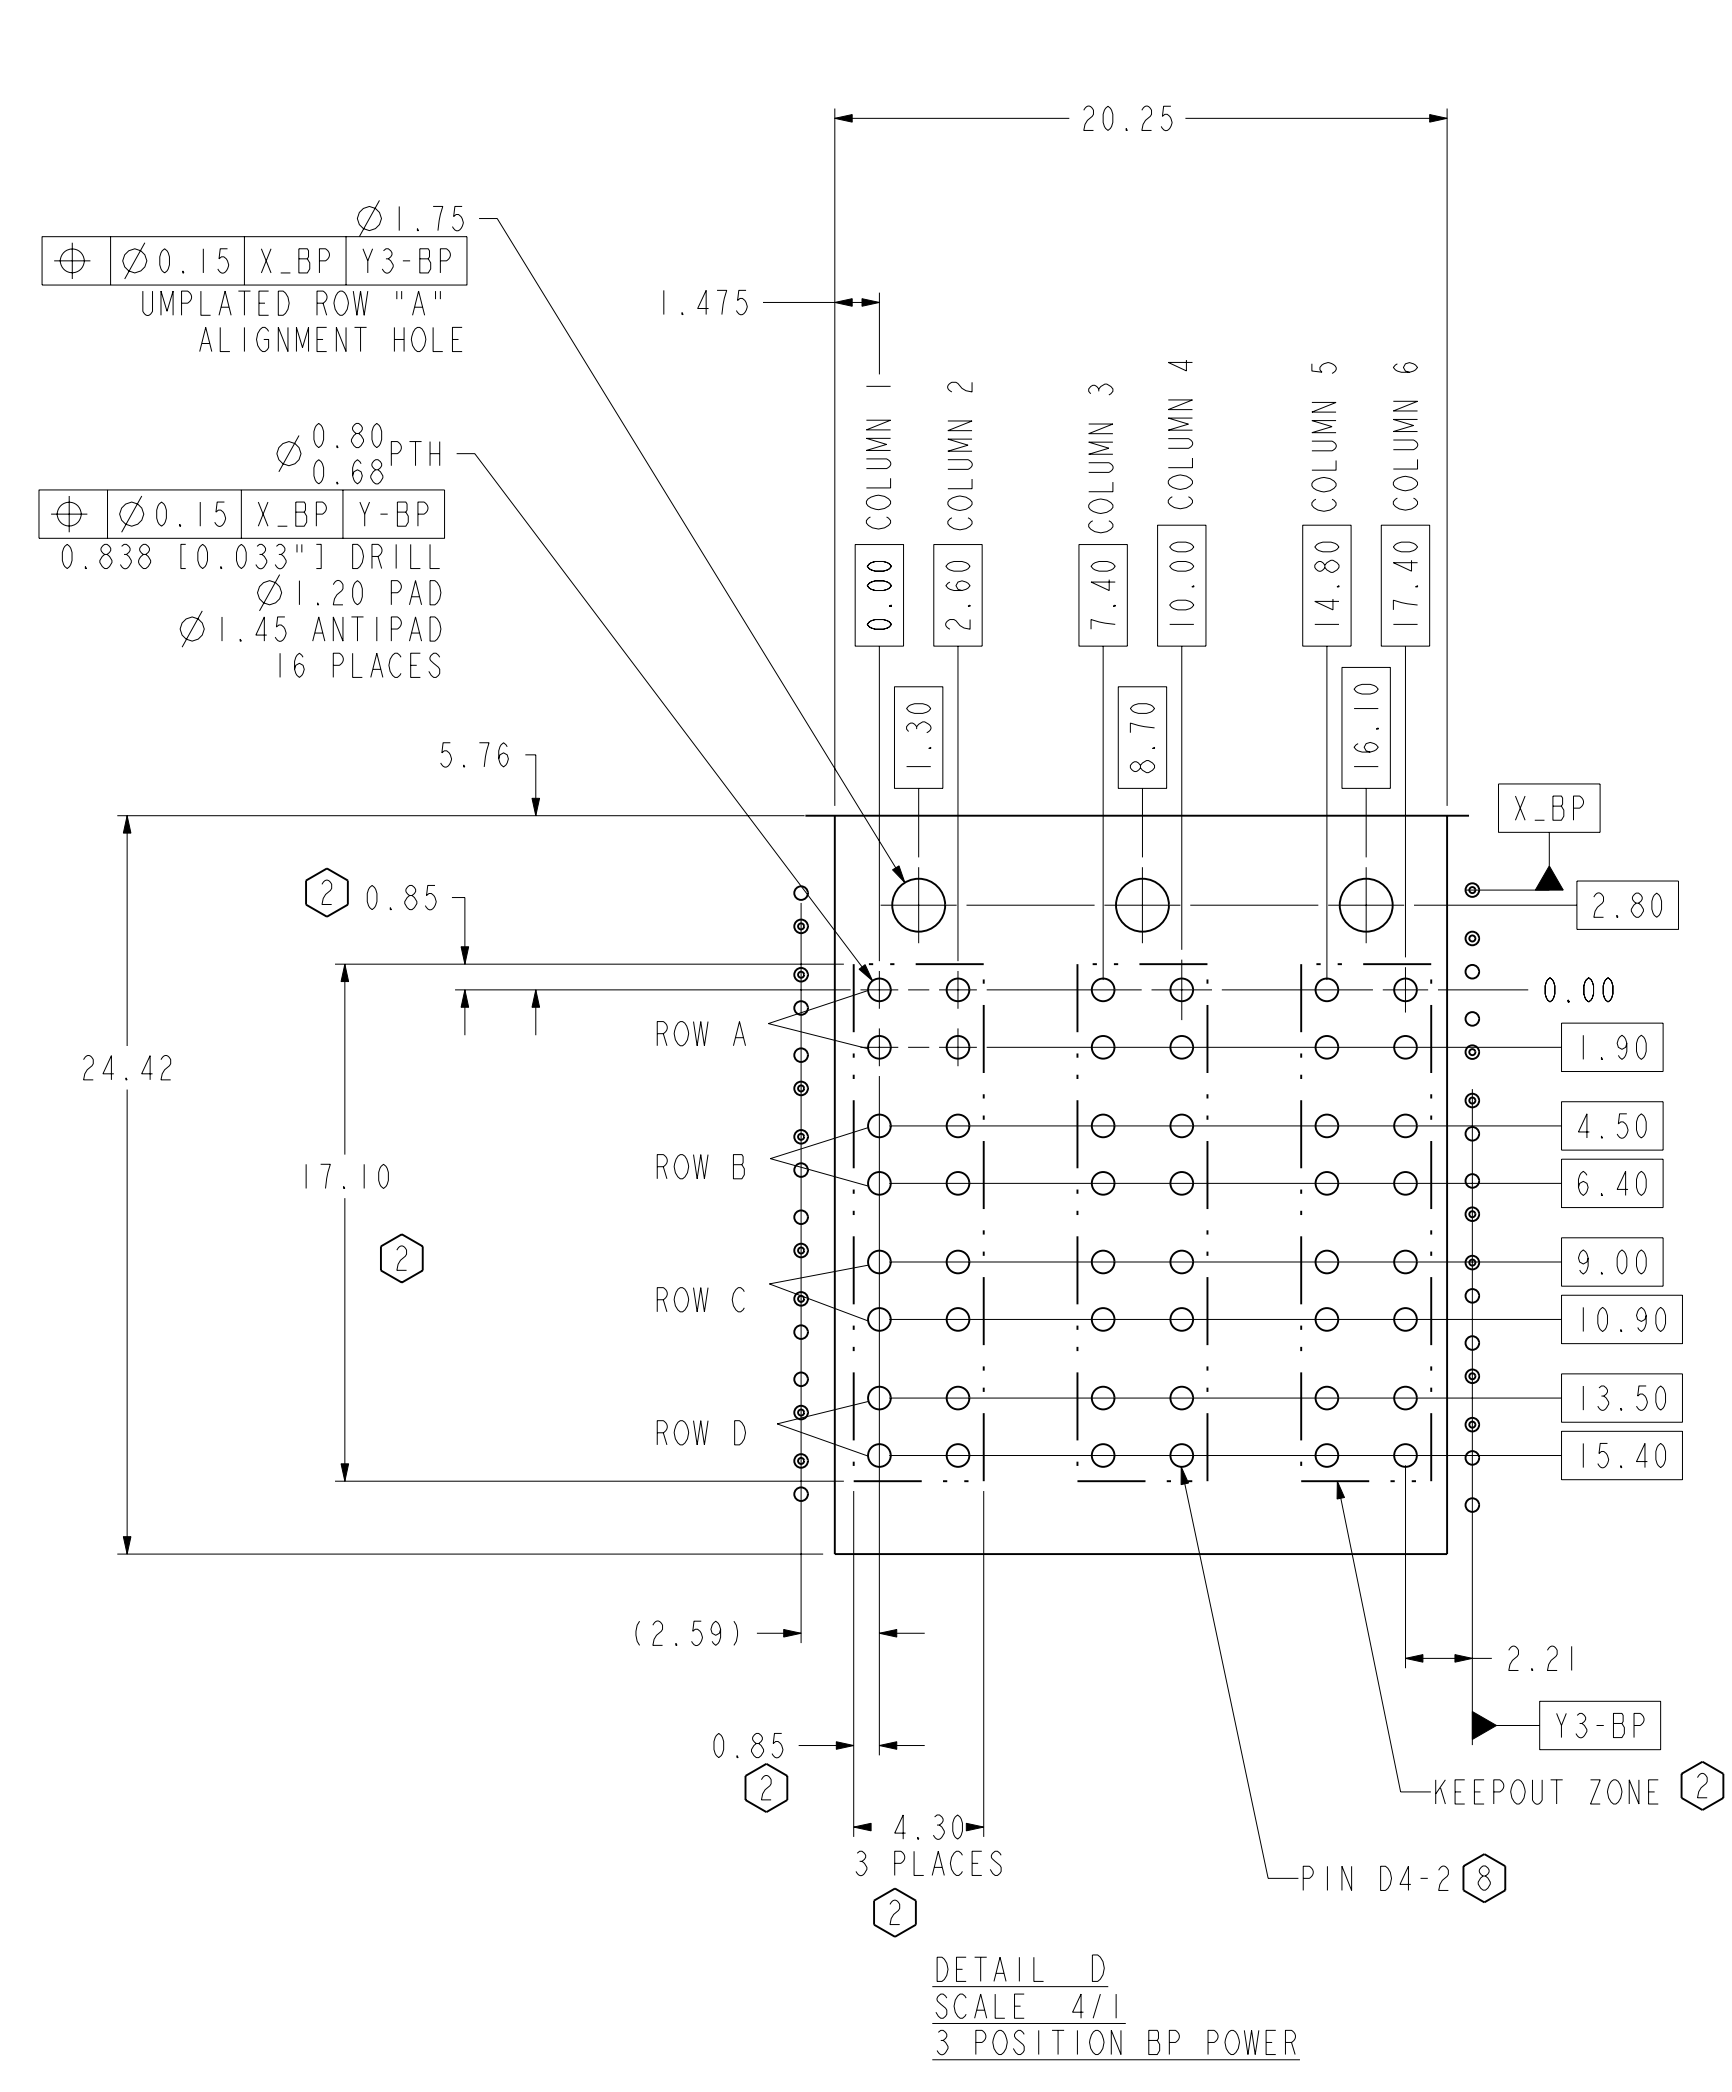 20.25
Ø1.75
⌖ Ø0.15 X_BP Y3-BP
UMPLATED ROW "A"
ALIGNMENT HOLE
1.475
Ø 0.80 PTH
0.68
⌖ Ø0.15 X_BP Y-BP
0.838 [0.033"] DRILL
Ø1.20 PAD
Ø1.45 ANTIPAD
16 PLACES
0.00 COLUMN 1
2.60 COLUMN 2
7.40 COLUMN 3
10.00 COLUMN 4
14.80 COLUMN 5
17.40 COLUMN 6
1.30
8.70
16.10
5.76
X_BP
2 0.85
2.80
0.00
ROW A
1.90
24.42
4.50
ROW B
17.10
6.40
2
9.00
ROW C
10.90
13.50
ROW D
15.40
(2.59)
2.21
Y3-BP
0.85
2
KEEPOUT ZONE 2
4.30
3 PLACES
2
PIN D4-2 8
DETAIL D
SCALE 4/1
3 POSITION BP POWER